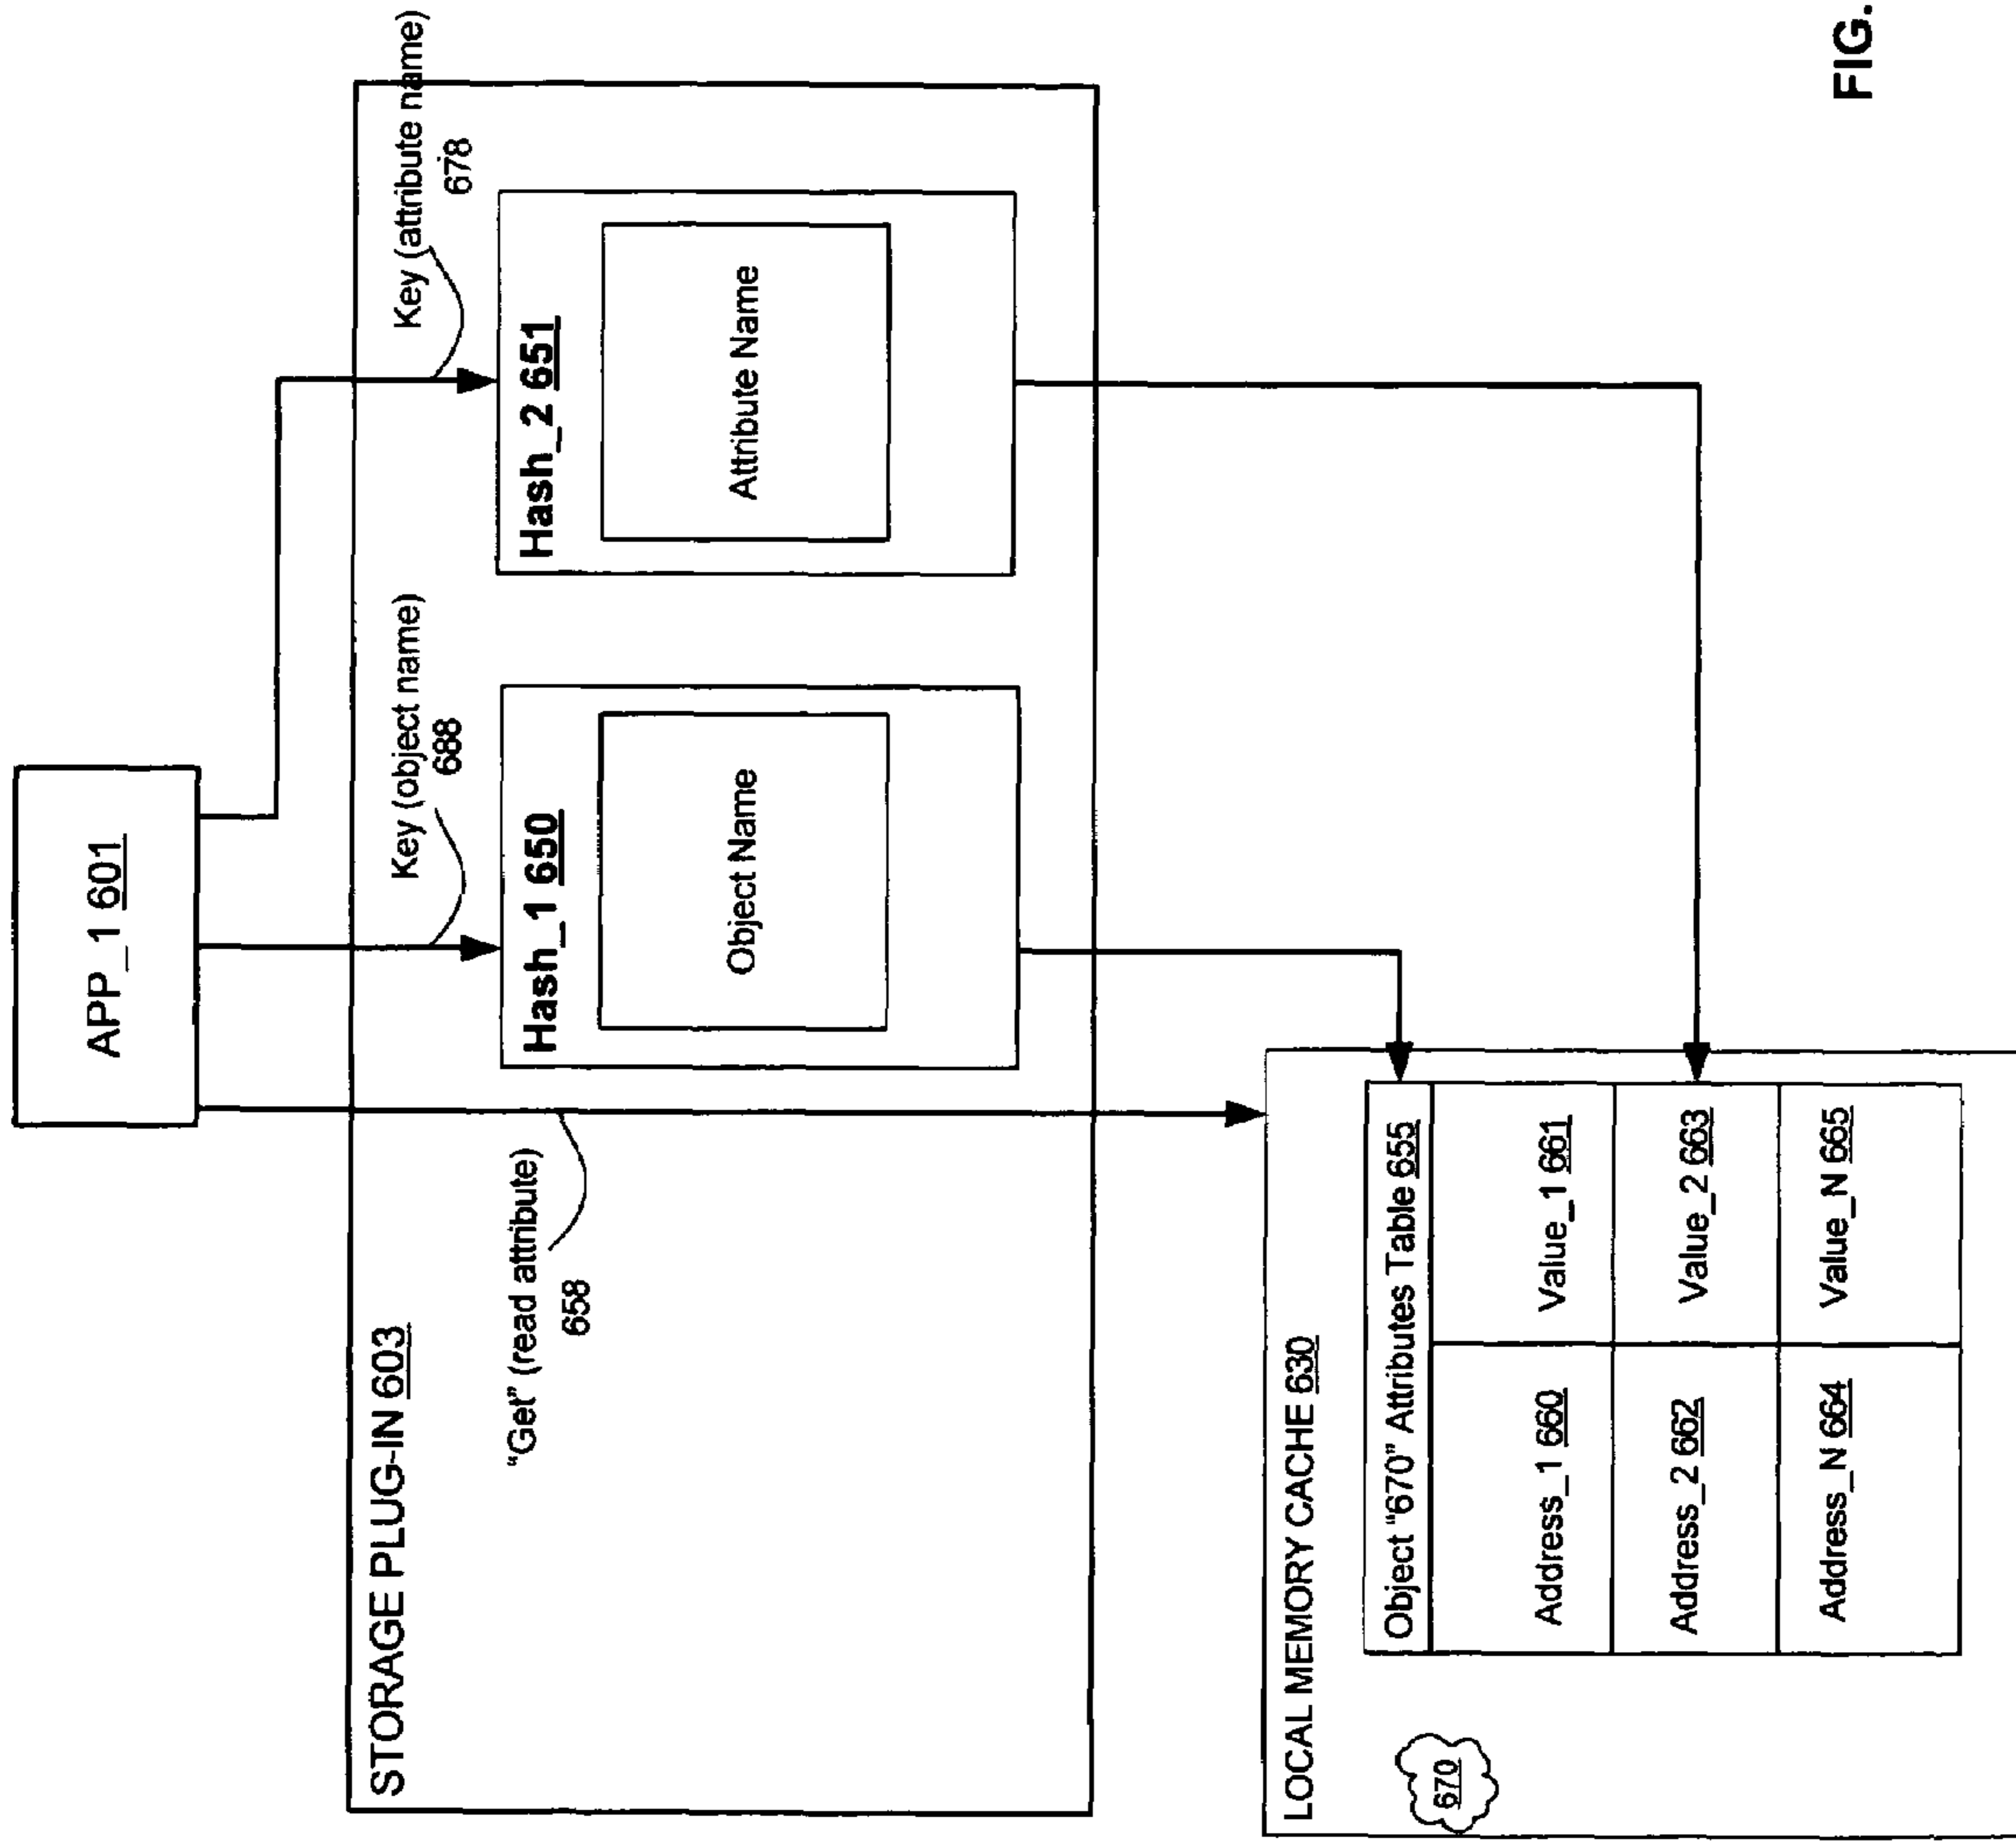 APP_1 601
Key (object name)
688
Key (attribute name)
678
STORAGE PLUG-IN 603
"Get" (read attribute)
658
Hash_1 650
Object Name
Hash_2 651
Attribute Name
LOCAL MEMORY CACHE 630
670
Object "670" Attributes Table 655
Address_1 660
Value_1 661
Address_2 662
Value_2 663
Address_N 664
Value_N 665
FIG.